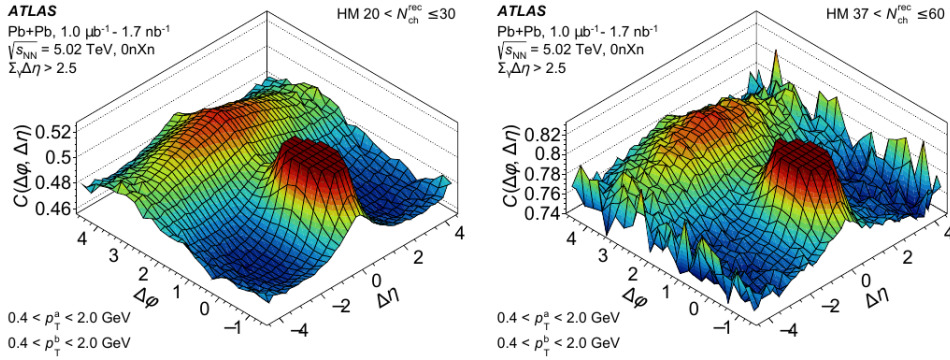 ATLAS
HM 20 < N_ch^rec ≤30
Pb+Pb, 1.0 μb⁻¹ - 1.7 nb⁻¹
√s_NN = 5.02 TeV, 0nXn
Σ_γΔη > 2.5
C(Δφ, Δη)
0.52
0.5
0.48
0.46
4
3
2
1
0
−1
Δφ
−4
−2
0
2
4
Δη
0.4 < p_T^a < 2.0 GeV
0.4 < p_T^b < 2.0 GeV
ATLAS
HM 37 < N_ch^rec ≤60
Pb+Pb, 1.0 μb⁻¹ - 1.7 nb⁻¹
√s_NN = 5.02 TeV, 0nXn
Σ_γΔη > 2.5
C(Δφ, Δη)
0.82
0.8
0.78
0.76
0.74
4
3
2
1
0
−1
Δφ
−4
−2
0
2
4
Δη
0.4 < p_T^a < 2.0 GeV
0.4 < p_T^b < 2.0 GeV